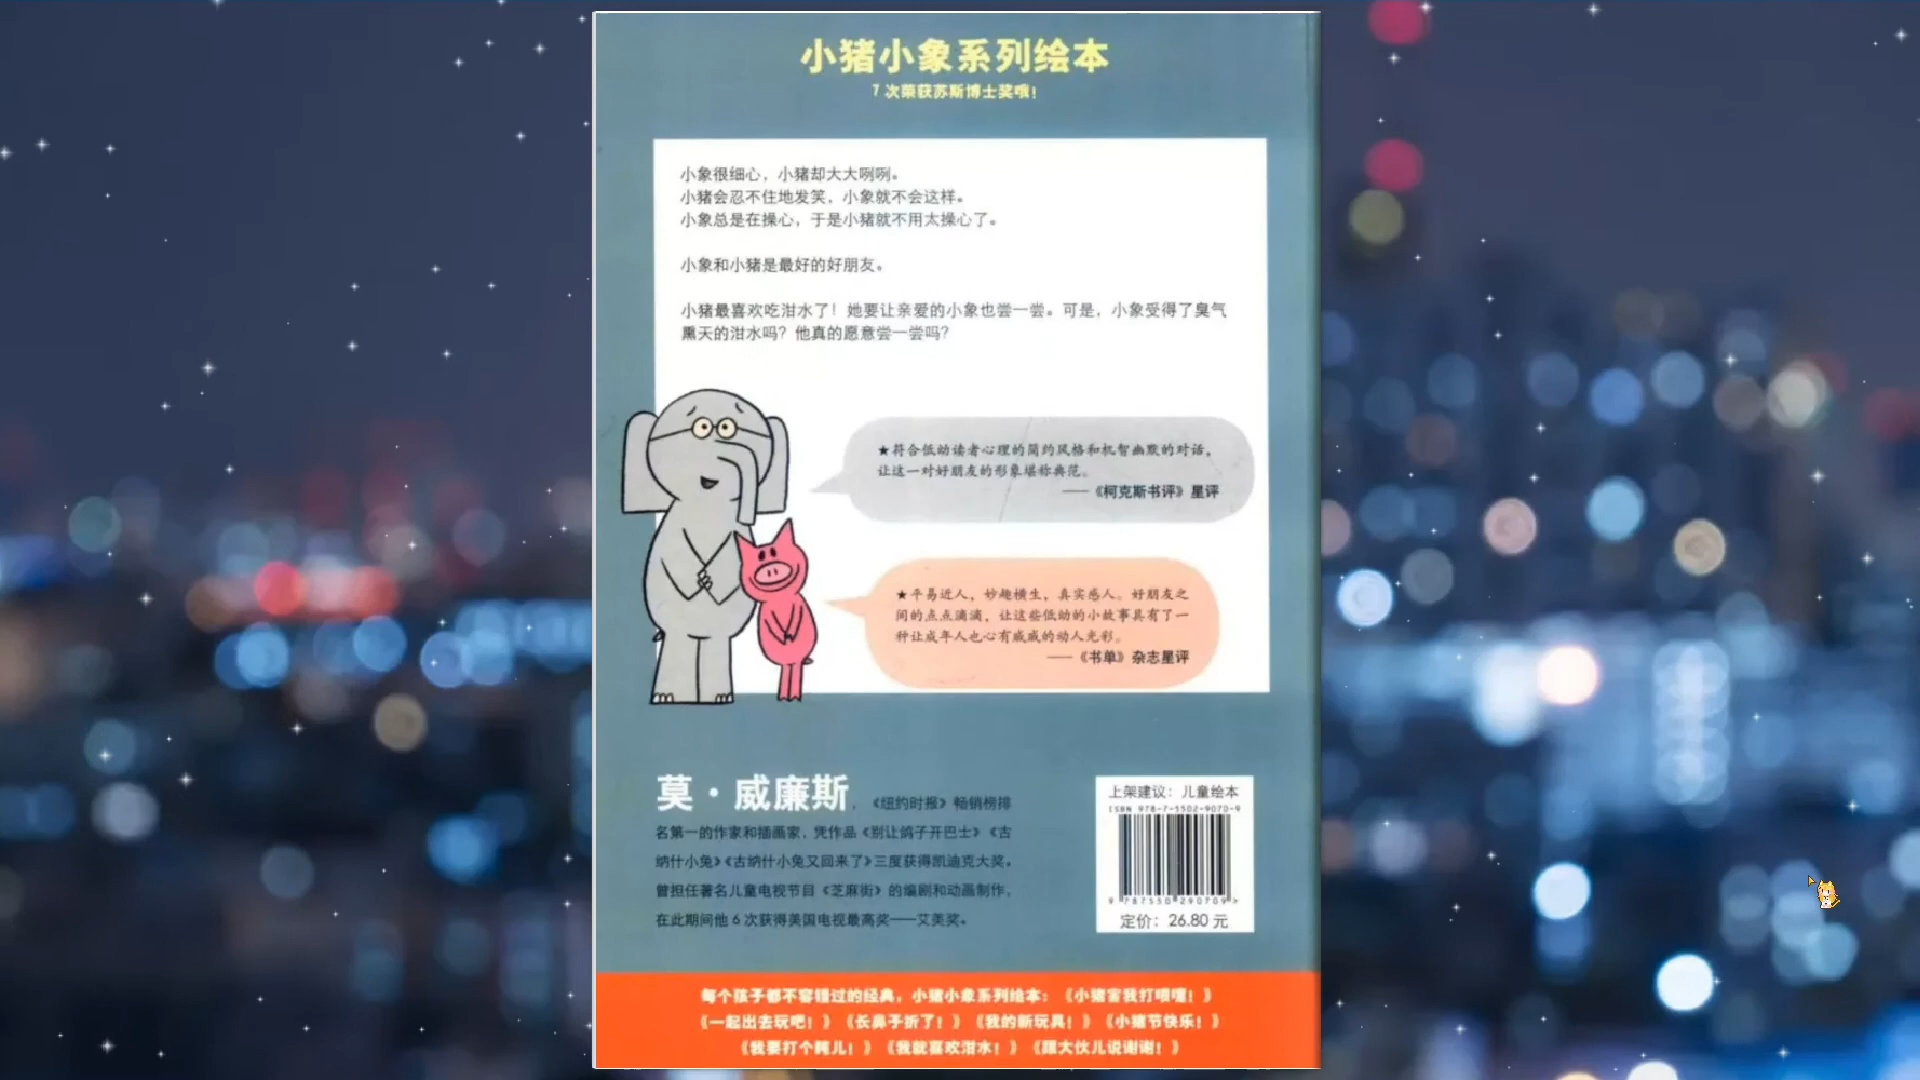 小猪小象系列绘本
7 次荣获苏斯博士奖哦！
小象很细心，小猪却大大咧咧。
小猪会忍不住地发笑，小象就不会这样。
小象总是在操心，于是小猪就不用太操心了。
小象和小猪是最好的好朋友。
小猪最喜欢吃泔水了！她要让亲爱的小象也尝一尝。可是，小象受得了臭气
熏天的泔水吗？他真的愿意尝一尝吗？
★符合低幼读者心理的简约风格和机智幽默的对话，
让这一对好朋友的形象堪称典范。
——《柯克斯书评》星评
★平易近人，妙趣横生，真实感人。好朋友之
间的点点滴滴，让这些低幼的小故事具有了一
种让成年人也心有戚戚的动人光彩。
——《书单》杂志星评
莫·威廉斯，《纽约时报》畅销榜排
名第一的作家和插画家，凭作品《别让鸽子开巴士》《古
纳什小兔》《古纳什小兔又回来了》三度获得凯迪克大奖。
曾担任著名儿童电视节目《芝麻街》的编剧和动画制作，
在此期间他 6 次获得美国电视最高奖——艾美奖。
上架建议：儿童绘本
ISBN 978-7-5502-9070-9
9 787550 290709 >
定价：26.80 元
每个孩子都不容错过的经典，小猪小象系列绘本：《小猪害我打喷嚏！》
《一起出去玩吧！》《长鼻子折了！》《我的新玩具！》《小猪节快乐！》
《我要打个盹儿！》《我就喜欢泔水！》《跟大伙儿说谢谢！》